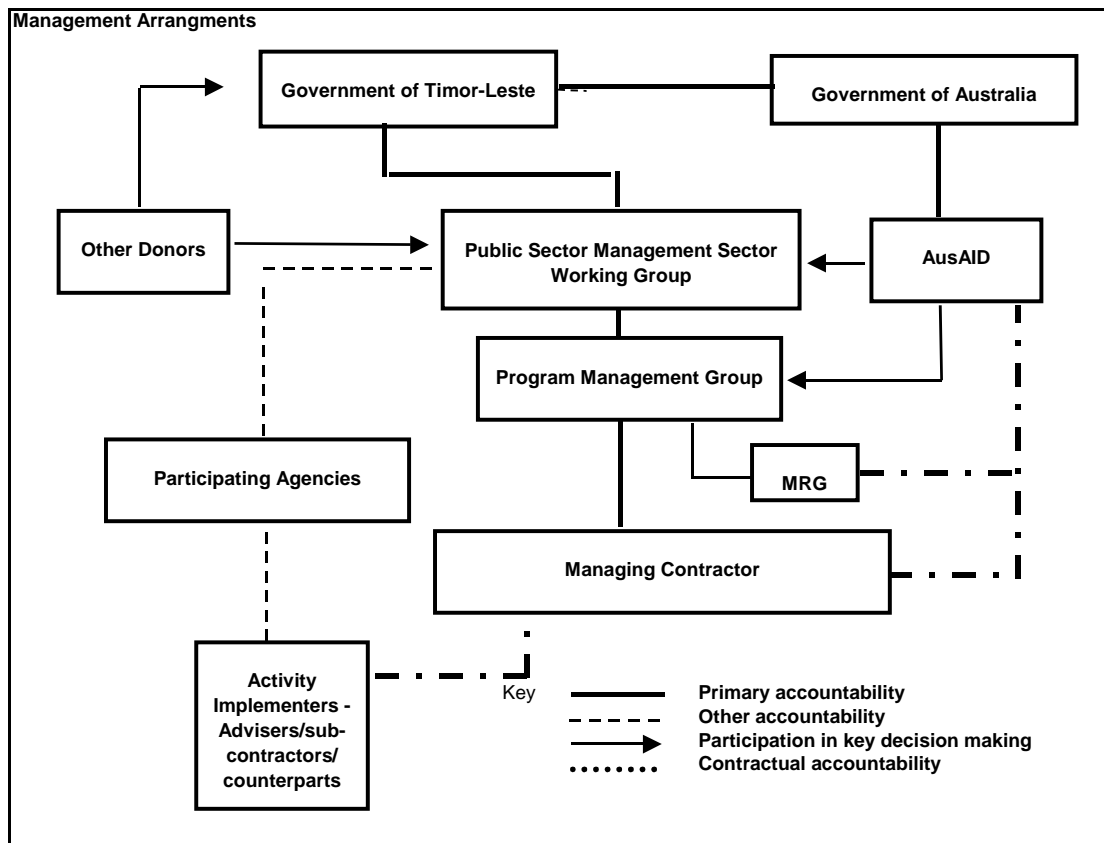 Management Arrangments
Government of Timor-Leste
Government of Australia
Other Donors
Public Sector Management Sector
Working Group
AusAID
Program Management Group
Participating Agencies
MRG
Managing Contractor
Activity
Implementers -
Advisers/sub-
contractors/
counterparts
Key
Primary accountability
Other accountability
Participation in key decision making
Contractual accountability